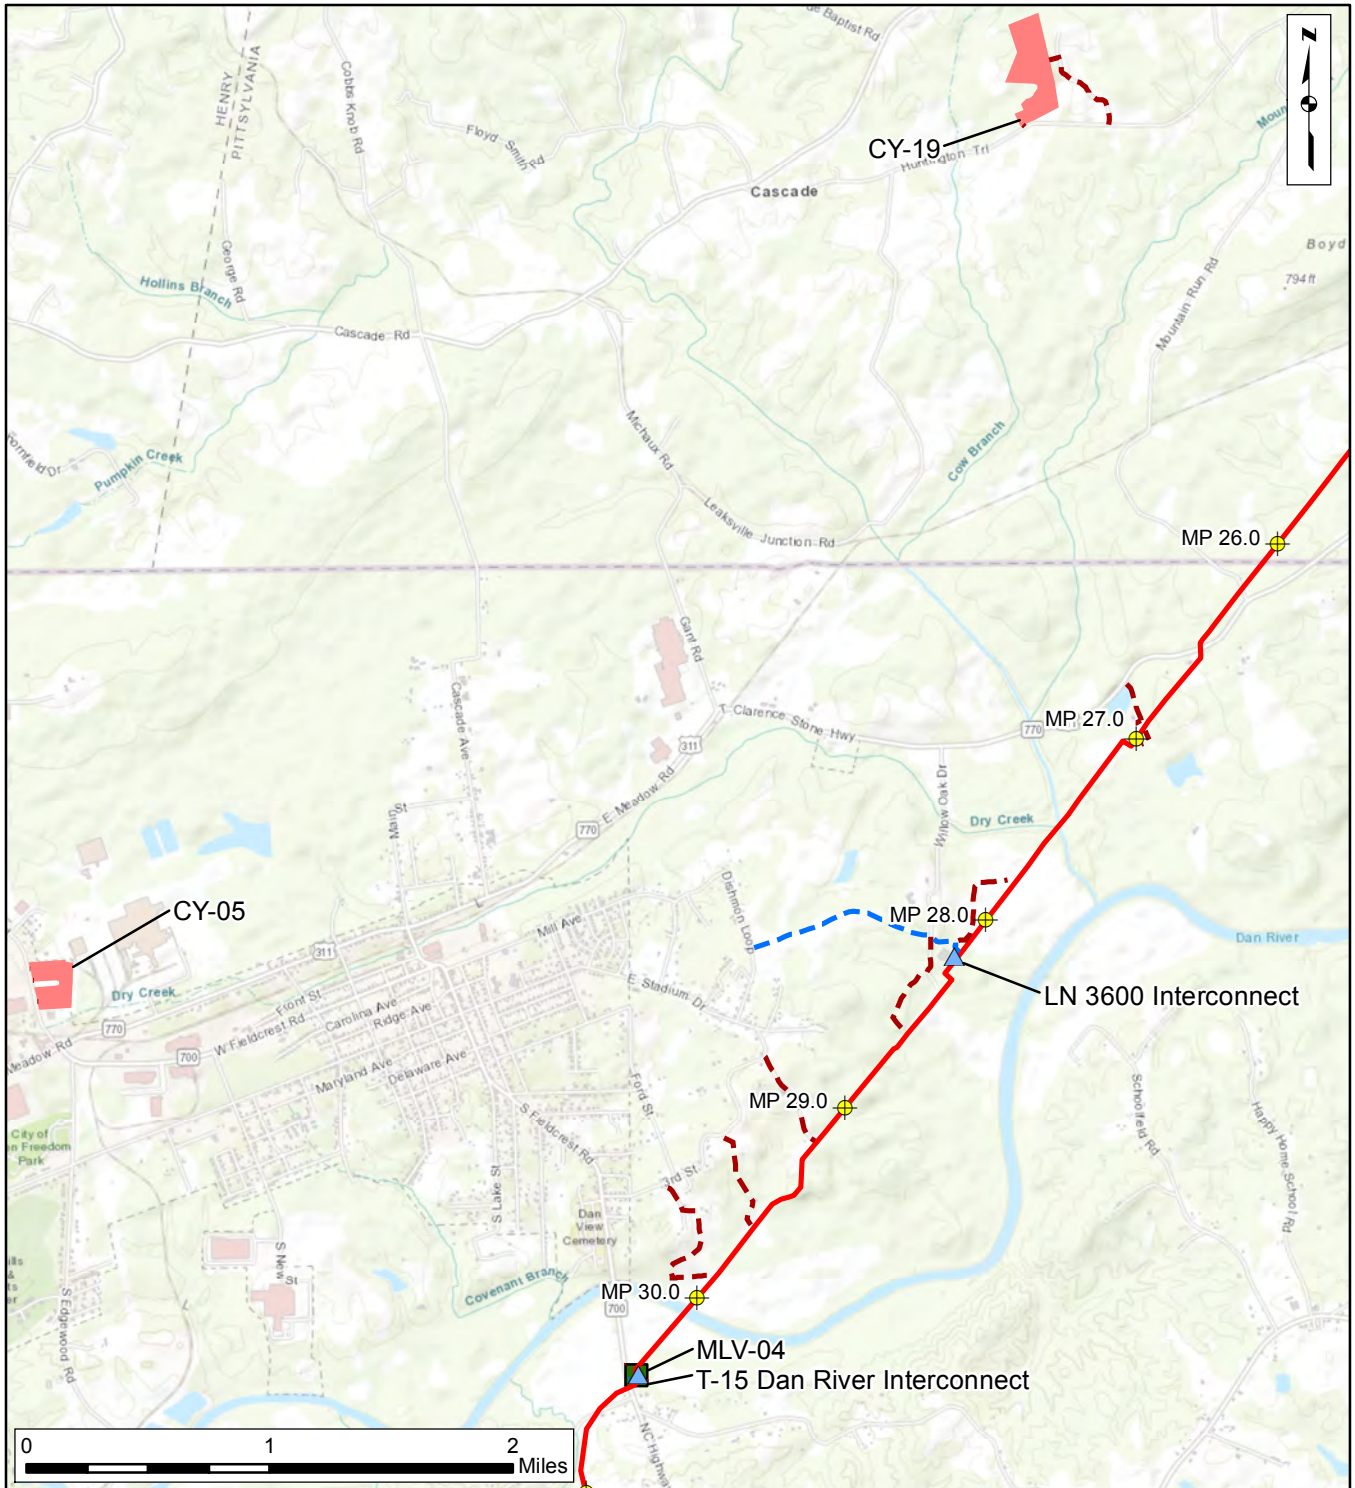 Baptist Rd
N
HENRY
PITTSYLVANIA
Cobbs Knob Rd
Floyd Smith Rd
CY-19
Huntington Trl
Cascade
George Rd
Hollins Branch
Cascade Rd
Mountain Run Rd
Boyd
794 ft
Michaux Rd
Cow Branch
Pumpkin Creek
Leaksville Junction Rd
MP 26.0
Gant Rd
Cascade Ave
T Clarence Stone Hwy
770
MP 27.0
311
E Meadow Rd
Main St
770
Willow Oak Dr
Dry Creek
Dishmon Loop
CY-05
MP 28.0
Mill Ave
Dan River
311
Dry Creek
Front St
E Stadium Dr
LN 3600 Interconnect
770
Carolina Ave
Ridge Ave
W Fieldcrest Rd
Meadow Rd
700
Maryland Ave
Delaware Ave
Ford St
MP 29.0
Schoolfield Rd
Happy Home School Rd
S Fieldcrest Rd
City of
Freedom
Park
3rd St
S Lake St
Dan
View
Cemetery
S New St
Covenant Branch
S Edgewood Rd
MP 30.0
700
MLV-04
T-15 Dan River Interconnect
NC Highway
0 1 2
Miles